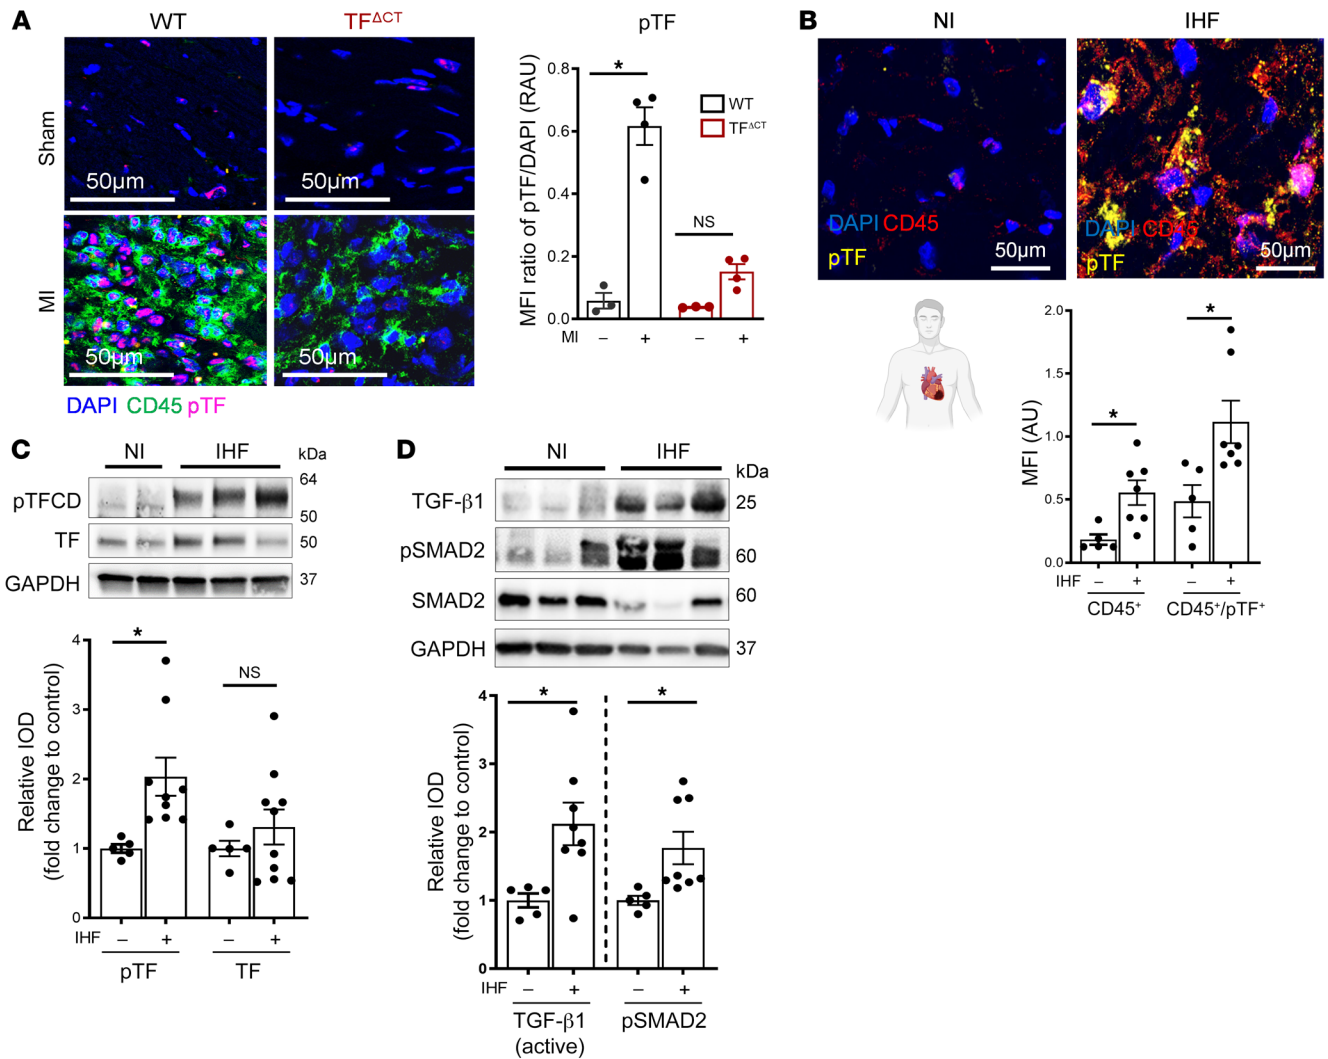 A
WT
TFΔCT
Sham
50µm
50µm
MI
50µm
50µm
DAPI CD45 pTF
pTF
MFI ratio of pTF/DAPI (RAU)
0.8
0.6
0.4
0.2
0.0
*
NS
WT
TFΔCT
MI – + – +
B
NI
IHF
DAPI CD45
pTF
50µm
DAPI CD45
pTF
50µm
MFI (AU)
2.0
1.5
1.0
0.5
0.0
*
*
IHF – + – +
CD45+
CD45+/pTF+
C
NI
IHF
kDa
pTFCD
64
50
TF
50
GAPDH
37
Relative IOD
(fold change to control)
4
3
2
1
0
*
NS
IHF – + – +
pTF
TF
D
NI
IHF
kDa
TGF-β1
25
pSMAD2
60
SMAD2
60
GAPDH
37
Relative IOD
(fold change to control)
4
3
2
1
0
*
*
IHF – + – +
TGF-β1
(active)
pSMAD2